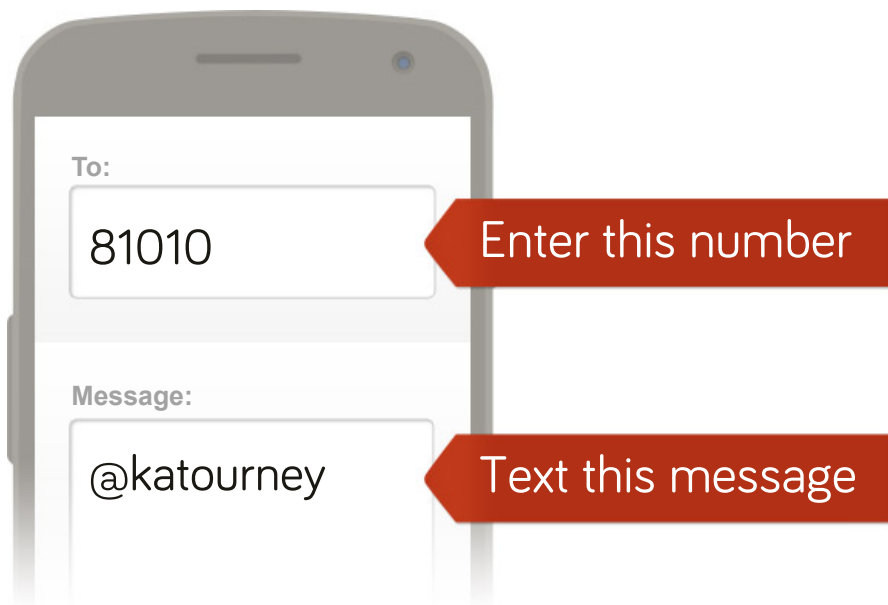 To:
81010
Enter this number
Message:
@katourney
Text this message